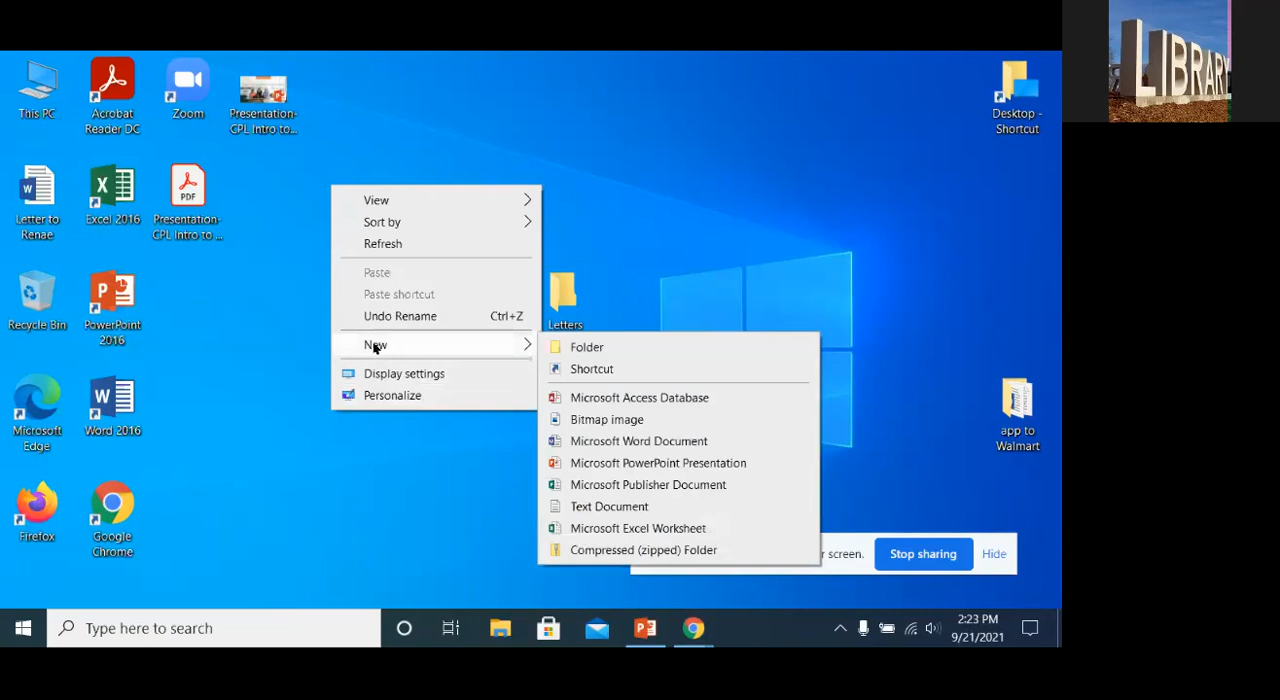 This PC
Acrobat
Reader DC
Zoom
Presentation-
CPL Intro to...
Desktop -
Shortcut
LIBRARY
Letter to
Renae
Excel 2016
PDF
Presentation-
CPL Intro to ...
View
Sort by
Refresh
Paste
Paste shortcut
Undo Rename Ctrl+Z
New
Display settings
Personalize
Recycle Bin
PowerPoint
2016
Letters
Folder
Shortcut
Microsoft Access Database
Bitmap image
Microsoft Word Document
Microsoft PowerPoint Presentation
Microsoft Publisher Document
Text Document
Microsoft Excel Worksheet
Compressed (zipped) Folder
Microsoft
Edge
Word 2016
app to
Walmart
Firefox
Google
Chrome
r screen. Stop sharing Hide
Type here to search
2:23 PM
9/21/2021